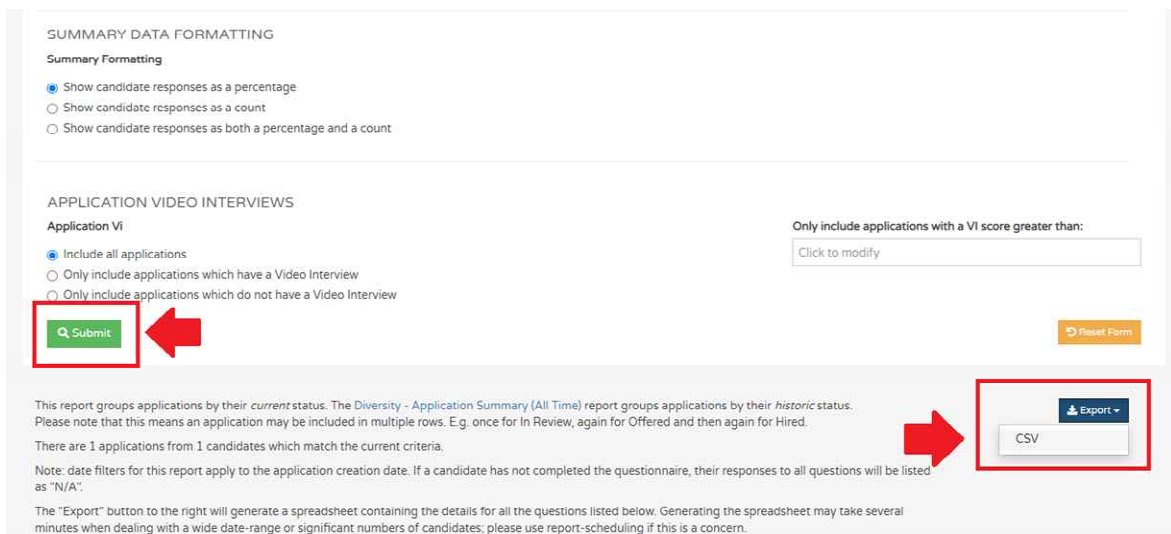 SUMMARY DATA FORMATTING
Summary Formatting
Show candidate responses as a percentage
Show candidate responses as a count
Show candidate responses as both a percentage and a count
APPLICATION VIDEO INTERVIEWS
Application Vi
Only include applications with a VI score greater than:
Include all applications
Click to modify
Only include applications which have a Video Interview
Only include applications which do not have a Video Interview
Submit
Reset Form
This report groups applications by their current status. The Diversity - Application Summary (All Time) report groups applications by their historic status.
Please note that this means an application may be included in multiple rows. E.g. once for In Review, again for Offered and then again for Hired.
Export
CSV
There are 1 applications from 1 candidates which match the current criteria.
Note: date filters for this report apply to the application creation date. If a candidate has not completed the questionnaire, their responses to all questions will be listed
as "N/A".
The "Export" button to the right will generate a spreadsheet containing the details for all the questions listed below. Generating the spreadsheet may take several
minutes when dealing with a wide date-range or significant numbers of candidates; please use report-scheduling if this is a concern.